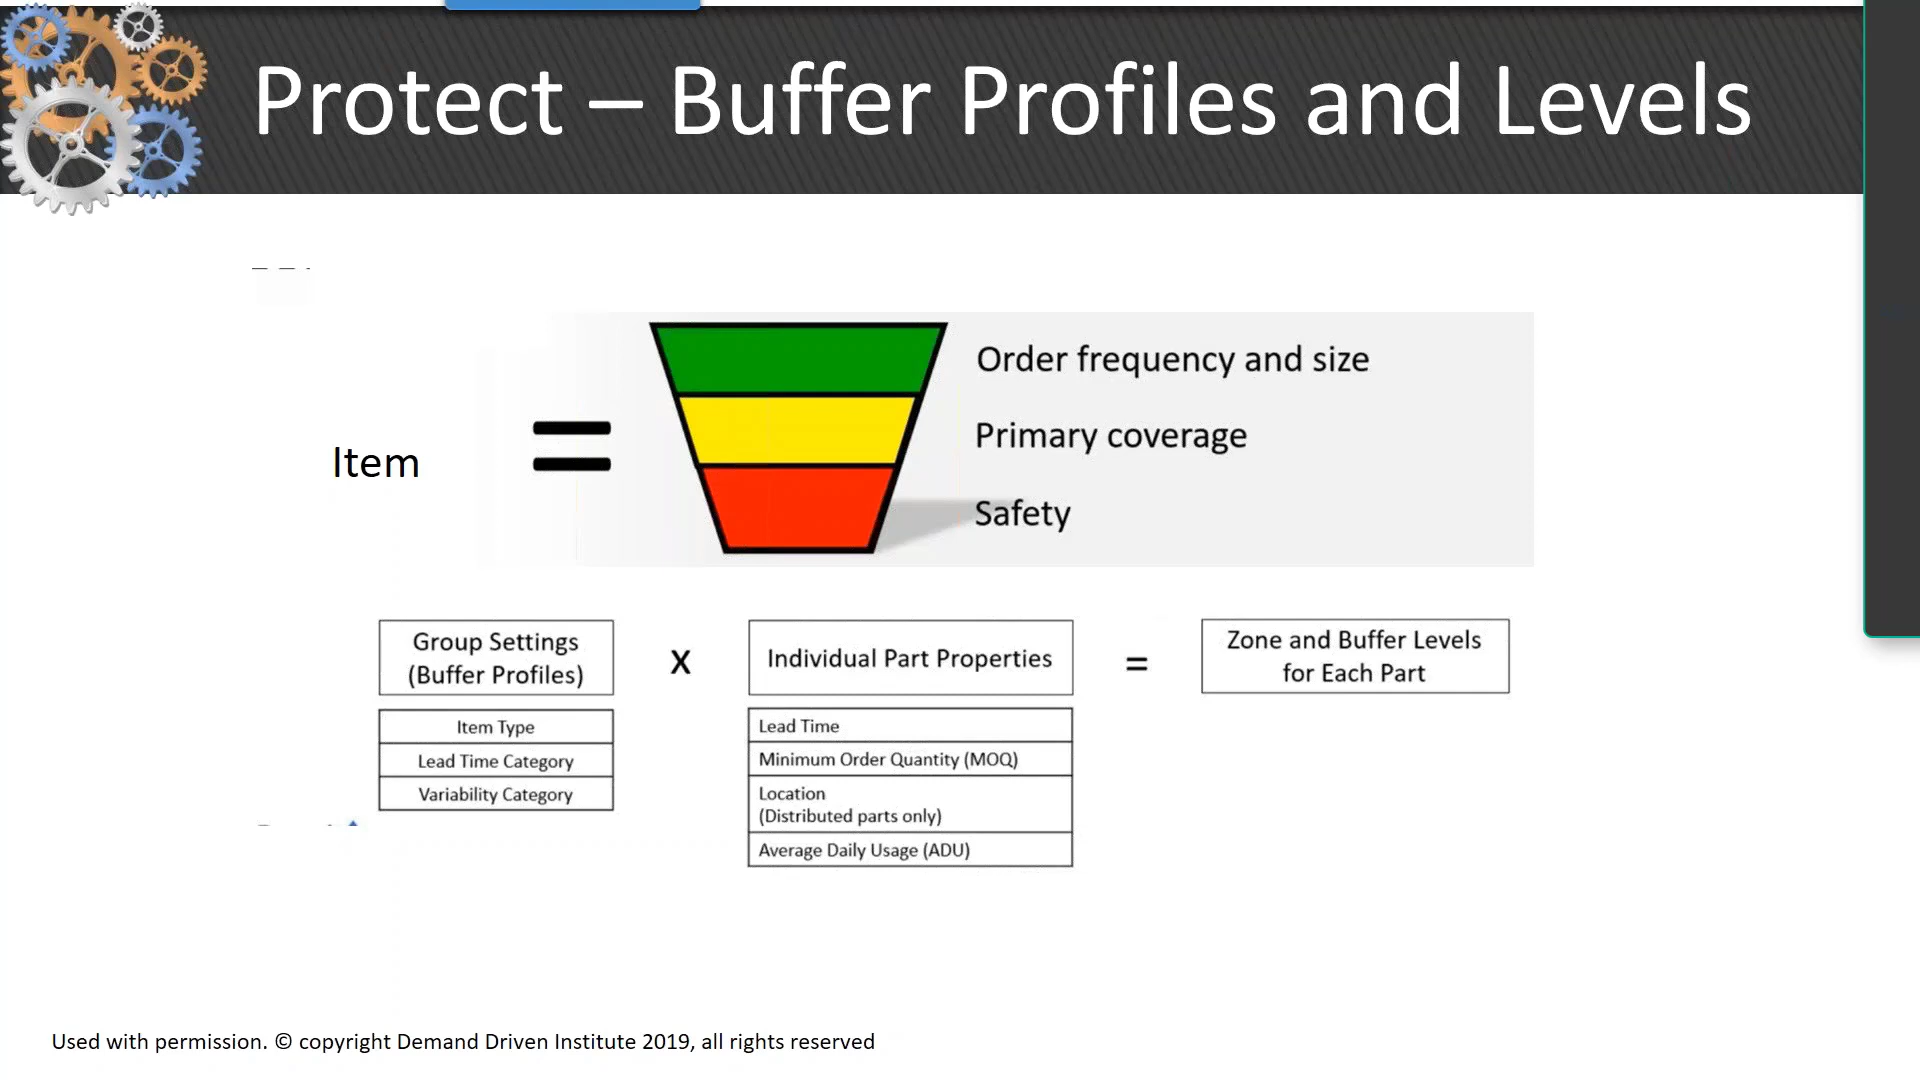 Protect – Buffer Profiles and Levels
Order frequency and size
Primary coverage
Item
=
Safety
Group Settings
(Buffer Profiles)
X
Individual Part Properties
=
Zone and Buffer Levels
for Each Part
Item Type
Lead Time Category
Variability Category
Lead Time
Minimum Order Quantity (MOQ)
Location
(Distributed parts only)
Average Daily Usage (ADU)
Used with permission. © copyright Demand Driven Institute 2019, all rights reserved